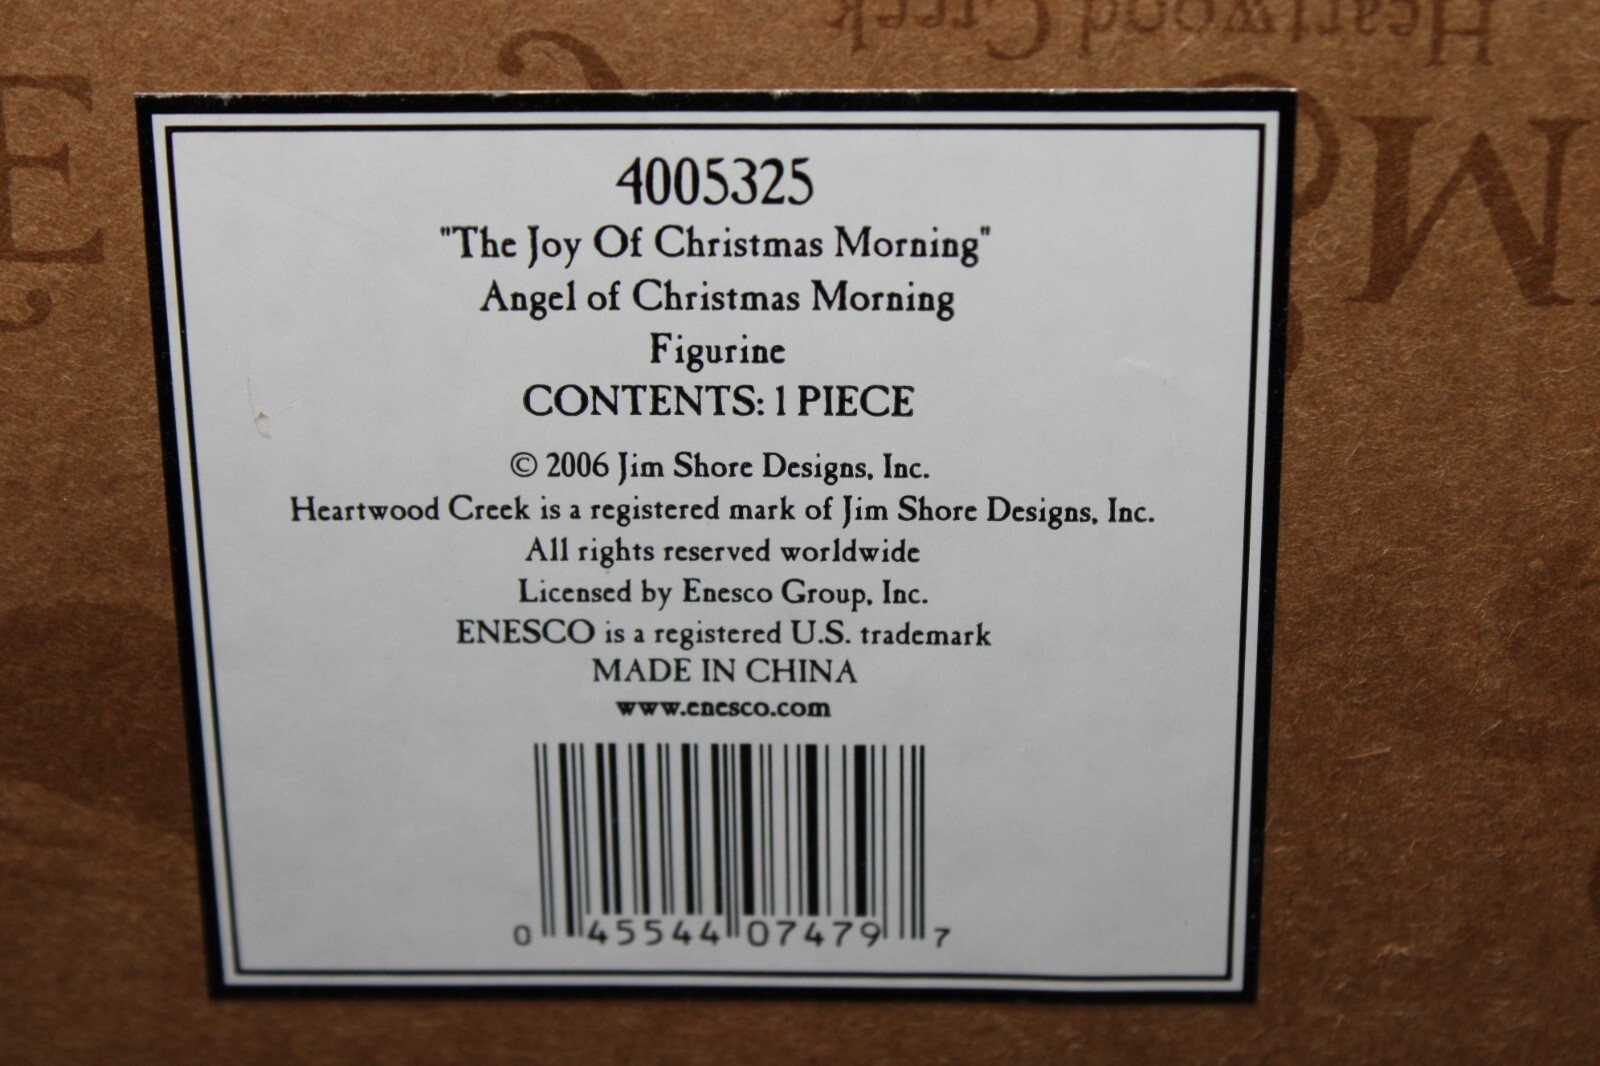 Heartwood Creek
4005325
"The Joy Of Christmas Morning"
Angel of Christmas Morning
Figurine
CONTENTS: 1 PIECE
© 2006 Jim Shore Designs, Inc.
Heartwood Creek is a registered mark of Jim Shore Designs, Inc.
All rights reserved worldwide
Licensed by Enesco Group, Inc.
ENESCO is a registered U.S. trademark
MADE IN CHINA
www.enesco.com
0 45544 07479 7